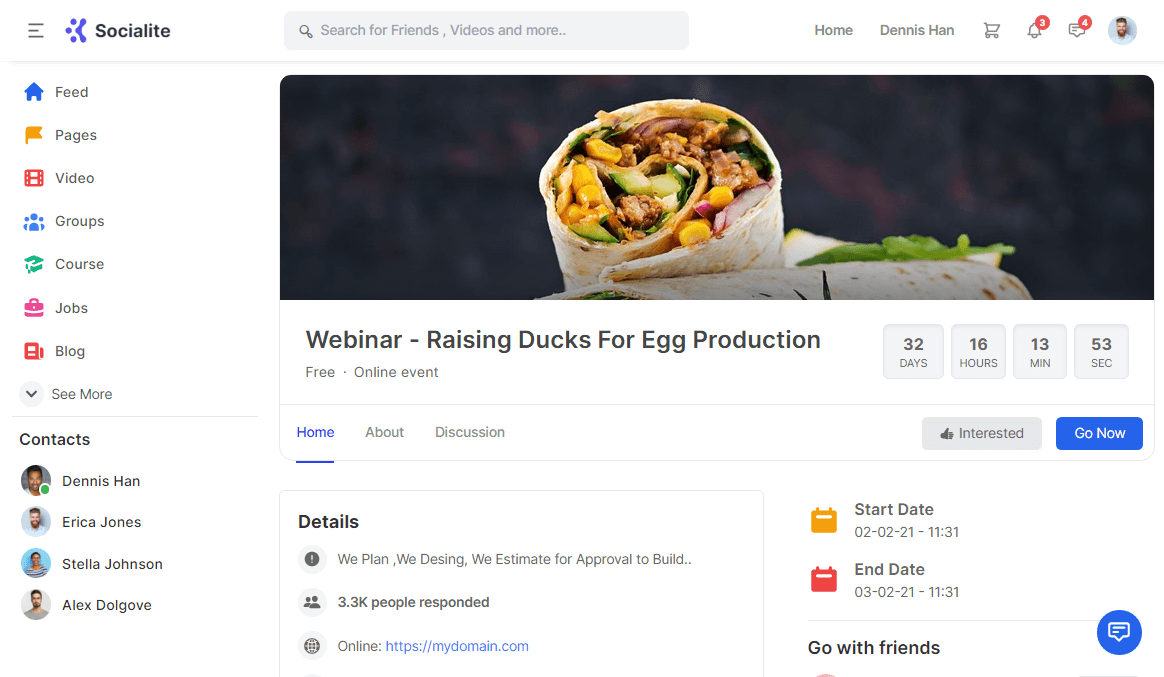 Socialite
Search for Friends , Videos and more..
Home
Dennis Han
3
4
Feed
Pages
Video
Groups
Course
Jobs
Blog
See More
Contacts
Dennis Han
Erica Jones
Stella Johnson
Alex Dolgove
Webinar - Raising Ducks For Egg Production
Free · Online event
32 16 13 53
DAYS HOURS MIN SEC
Home About Discussion
Interested
Go Now
Details
We Plan ,We Desing, We Estimate for Approval to Build..
3.3K people responded
Online: https://mydomain.com
Start Date
02-02-21 - 11:31
End Date
03-02-21 - 11:31
Go with friends